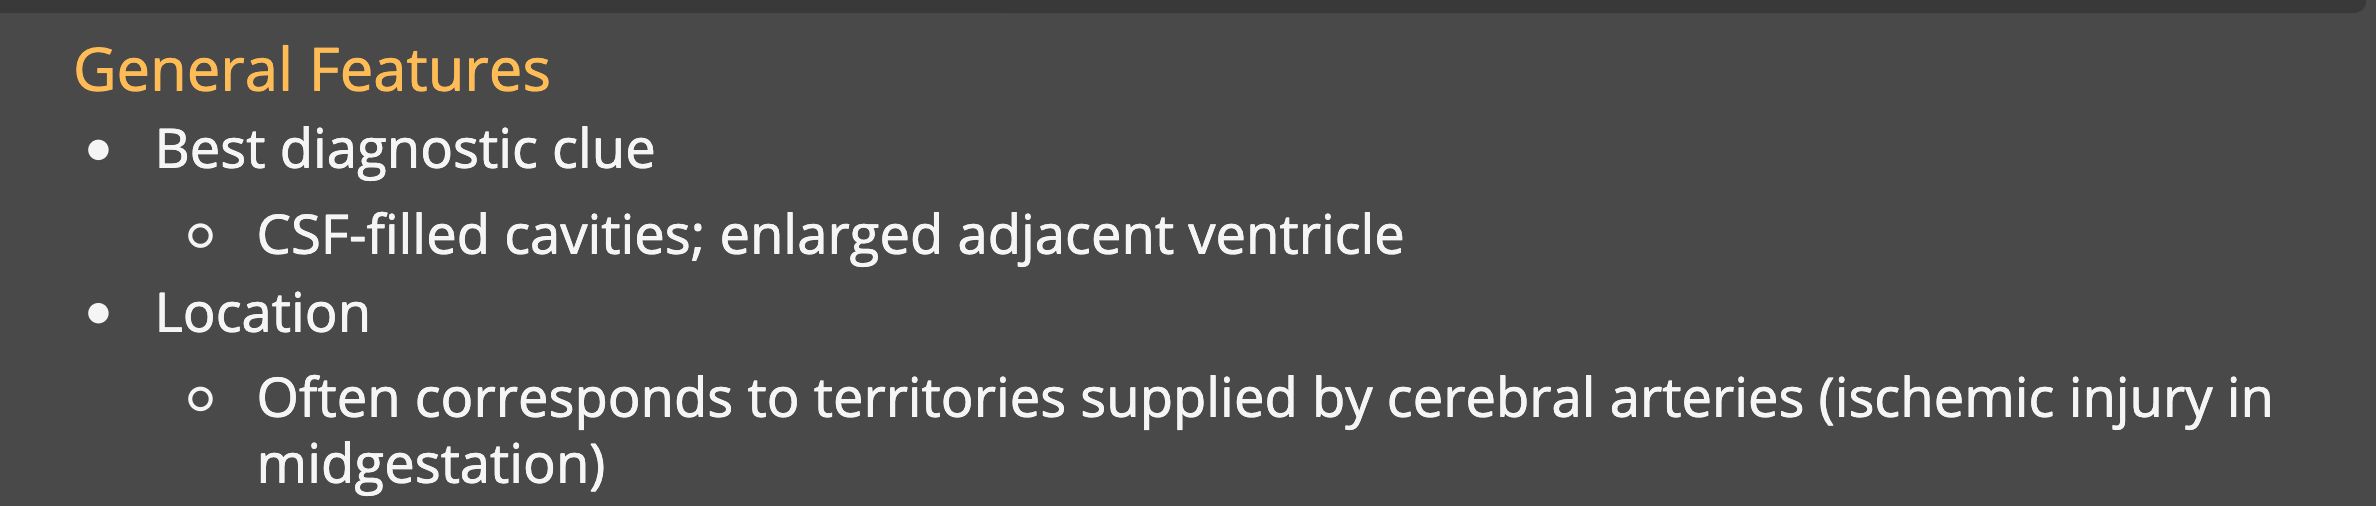 General Features
• Best diagnostic clue
○ CSF-filled cavities; enlarged adjacent ventricle
• Location
○ Often corresponds to territories supplied by cerebral arteries (ischemic injury in
midgestation)